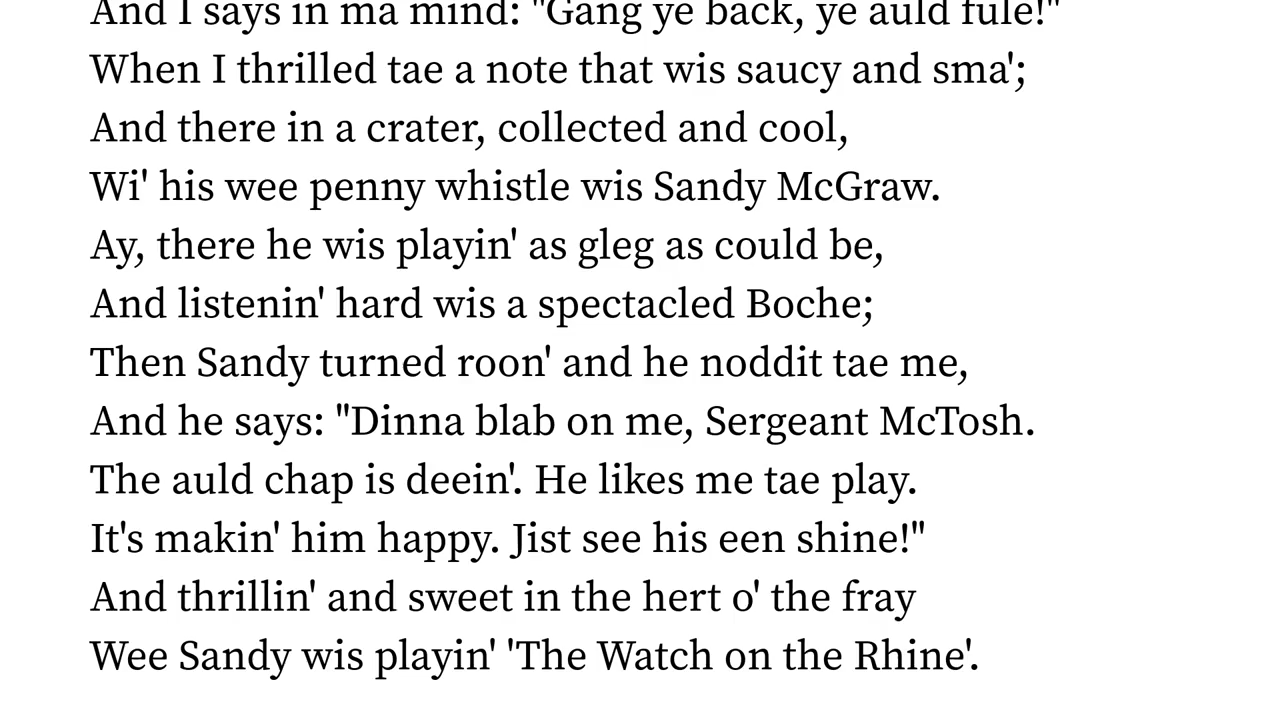 And I says in ma mind: "Gang ye back, ye auld fule!"
When I thrilled tae a note that wis saucy and sma';
And there in a crater, collected and cool,
Wi' his wee penny whistle wis Sandy McGraw.
Ay, there he wis playin' as gleg as could be,
And listenin' hard wis a spectacled Boche;
Then Sandy turned roon' and he noddit tae me,
And he says: "Dinna blab on me, Sergeant McTosh.
The auld chap is deein'. He likes me tae play.
It's makin' him happy. Jist see his een shine!"
And thrillin' and sweet in the hert o' the fray
Wee Sandy wis playin' 'The Watch on the Rhine'.